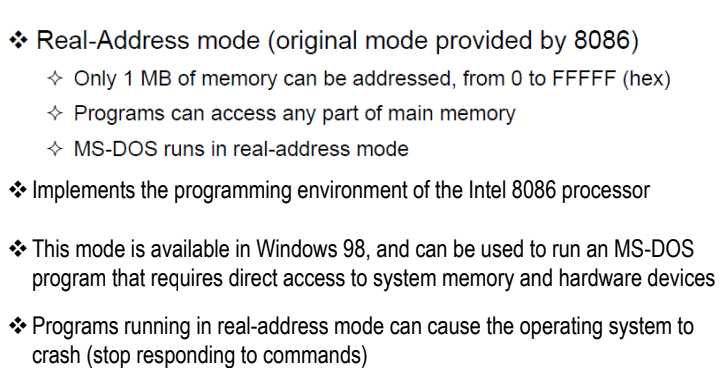 ❖ Real-Address mode (original mode provided by 8086)
✧ Only 1 MB of memory can be addressed, from 0 to FFFFF (hex)
✧ Programs can access any part of main memory
✧ MS-DOS runs in real-address mode
❖ Implements the programming environment of the Intel 8086 processor
❖ This mode is available in Windows 98, and can be used to run an MS-DOS
program that requires direct access to system memory and hardware devices
❖ Programs running in real-address mode can cause the operating system to
crash (stop responding to commands)